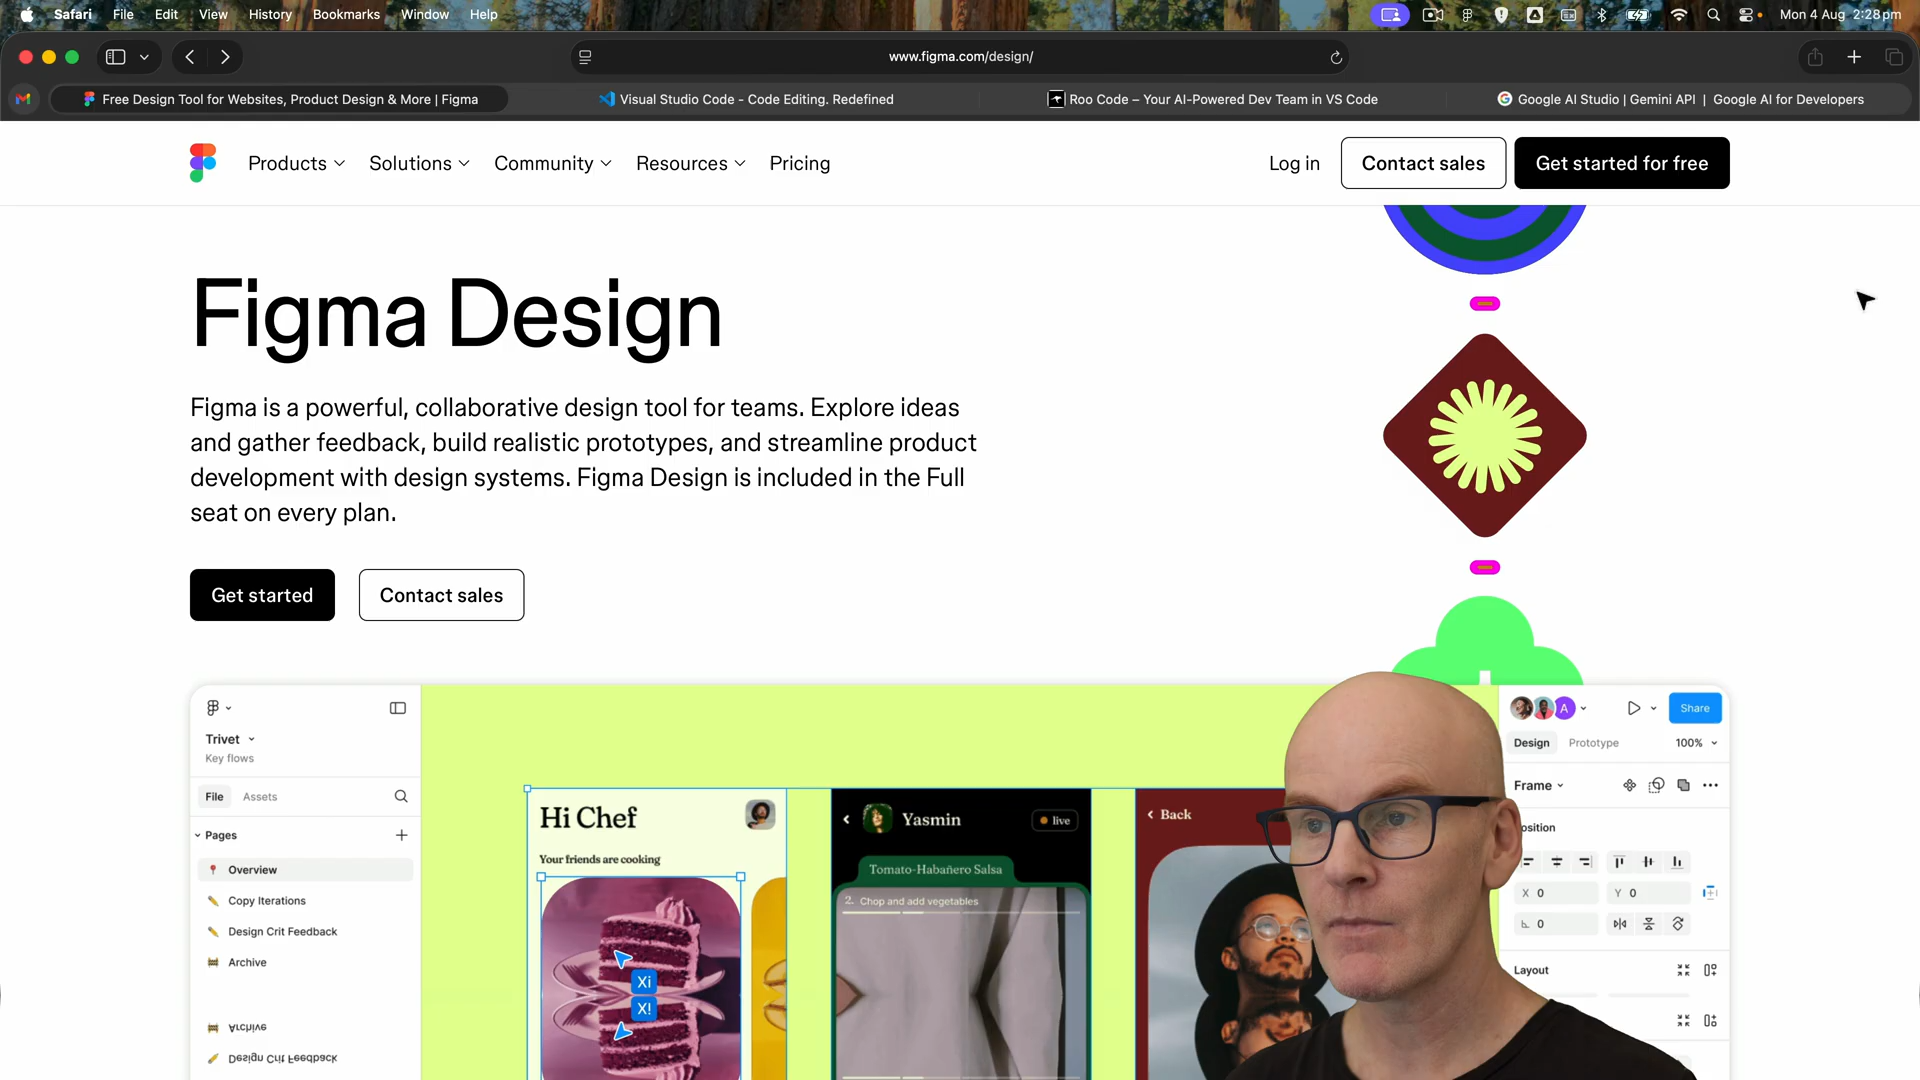 Safari File Edit View History Bookmarks Window Help
Mon 4 Aug 2:28pm
www.figma.com/design/
Free Design Tool for Websites, Product Design & More | Figma
Visual Studio Code - Code Editing. Redefined
Roo Code – Your AI-Powered Dev Team in VS Code
Google AI Studio | Gemini API | Google AI for Developers
Products Solutions Community Resources Pricing
Log in Contact sales Get started for free
Figma Design
Figma is a powerful, collaborative design tool for teams. Explore ideas
and gather feedback, build realistic prototypes, and streamline product
development with design systems. Figma Design is included in the Full
seat on every plan.
Get started Contact sales
Trivet
Key flows
File Assets
Pages
Overview
Copy Iterations
Design Crit Feedback
Archive
Archive
Design Crit Feedback
Hi Chef
Your friends are cooking
Xi
X!
Yasmin
live
Tomato-Habañero Salsa
2. Chop and add vegetables
Back
A
Share
Design Prototype 100%
Frame
osition
X 0 Y 0
0
Layout